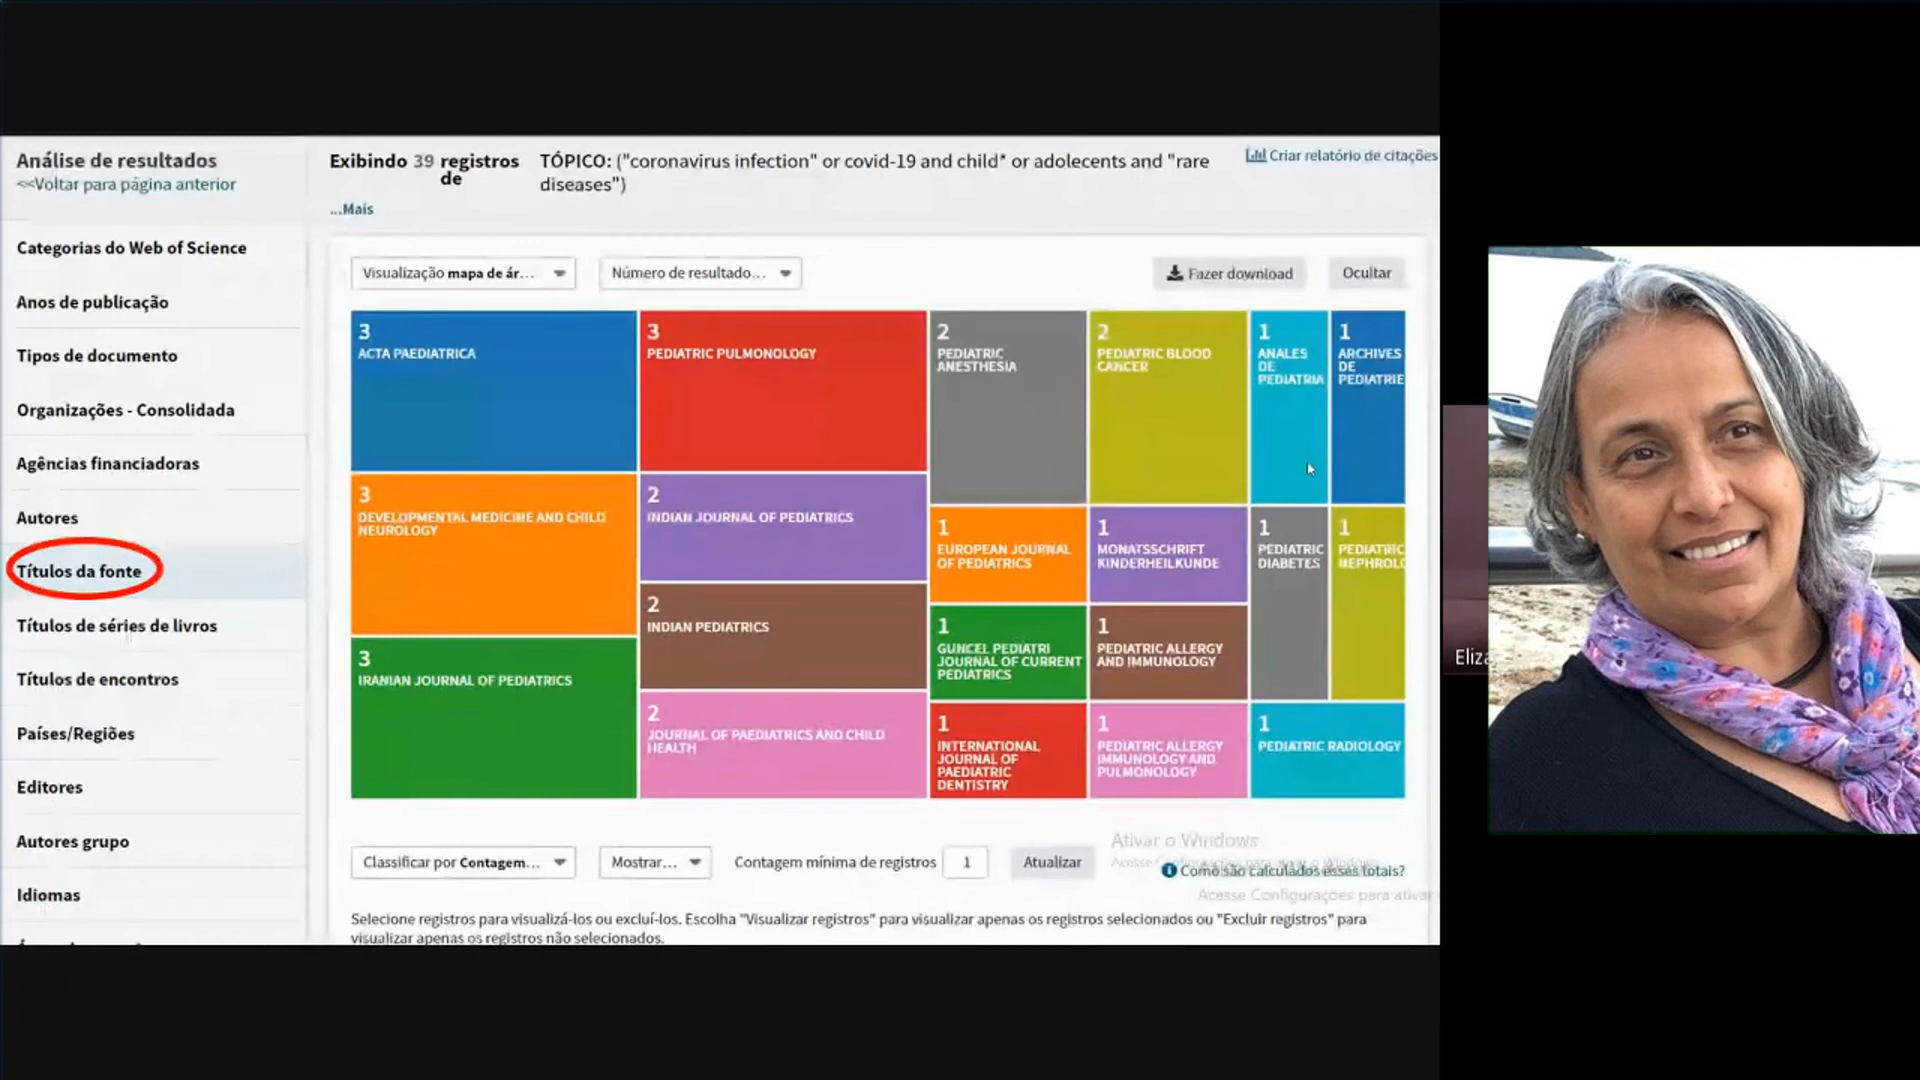 Análise de resultados
<<Voltar para página anterior
Exibindo 39 registros
de
TÓPICO: ("coronavirus infection" or covid-19 and child* or adolecents and "rare
diseases")
...Mais
Criar relatório de citações
Categorias do Web of Science
Anos de publicação
Tipos de documento
Organizações - Consolidada
Agências financiadoras
Autores
Títulos da fonte
Títulos de séries de livros
Títulos de encontros
Países/Regiões
Editores
Autores grupo
Idiomas
Visualização mapa de ár...
Número de resultado...
Fazer download
Ocultar
3
ACTA PAEDIATRICA
3
DEVELOPMENTAL MEDICINE AND CHILD
NEUROLOGY
3
IRANIAN JOURNAL OF PEDIATRICS
3
PEDIATRIC PULMONOLOGY
2
INDIAN JOURNAL OF PEDIATRICS
2
INDIAN PEDIATRICS
2
JOURNAL OF PAEDIATRICS AND CHILD
HEALTH
2
PEDIATRIC
ANESTHESIA
2
PEDIATRIC BLOOD
CANCER
1
ANALES
DE
PEDIATRIA
1
ARCHIVES
DE
PEDIATRIE
1
EUROPEAN JOURNAL
OF PEDIATRICS
1
MONATSSCHRIFT
KINDERHEILKUNDE
1
PEDIATRIC
DIABETES
1
PEDIATRIC
NEPHROLO
1
GUNCEL PEDIATRI
JOURNAL OF CURRENT
PEDIATRICS
1
PEDIATRIC ALLERGY
AND IMMUNOLOGY
1
INTERNATIONAL
JOURNAL OF
PAEDIATRIC
DENTISTRY
1
PEDIATRIC ALLERGY
IMMUNOLOGY AND
PULMONOLOGY
1
PEDIATRIC RADIOLOGY
Classificar por Contagem...
Mostrar...
Contagem mínima de registros
1
Atualizar
Ativar o Windows
Como são calculados esses totais?
Acesse Configurações para ativar
Selecione registros para visualizá-los ou excluí-los. Escolha "Visualizar registros" para visualizar apenas os registros selecionados ou "Excluir registros" para
visualizar apenas os registros não selecionados.
Eliza